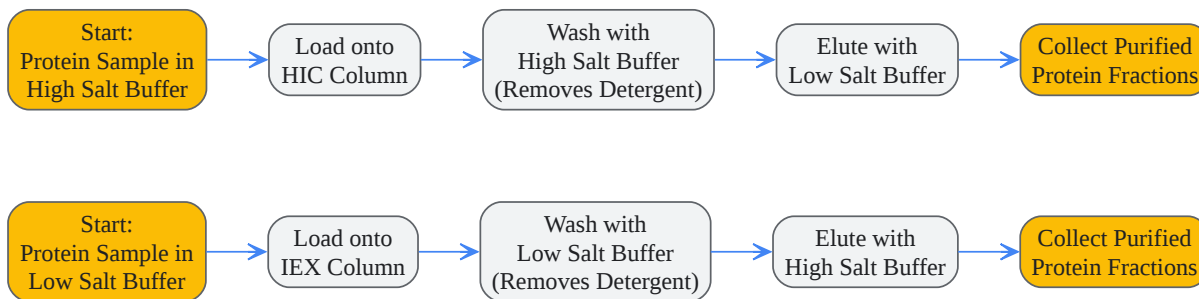 Start:
Protein Sample in
High Salt Buffer
Load onto
HIC Column
Wash with
High Salt Buffer
(Removes Detergent)
Elute with
Low Salt Buffer
Collect Purified
Protein Fractions
Start:
Protein Sample in
Low Salt Buffer
Load onto
IEX Column
Wash with
Low Salt Buffer
(Removes Detergent)
Elute with
High Salt Buffer
Collect Purified
Protein Fractions